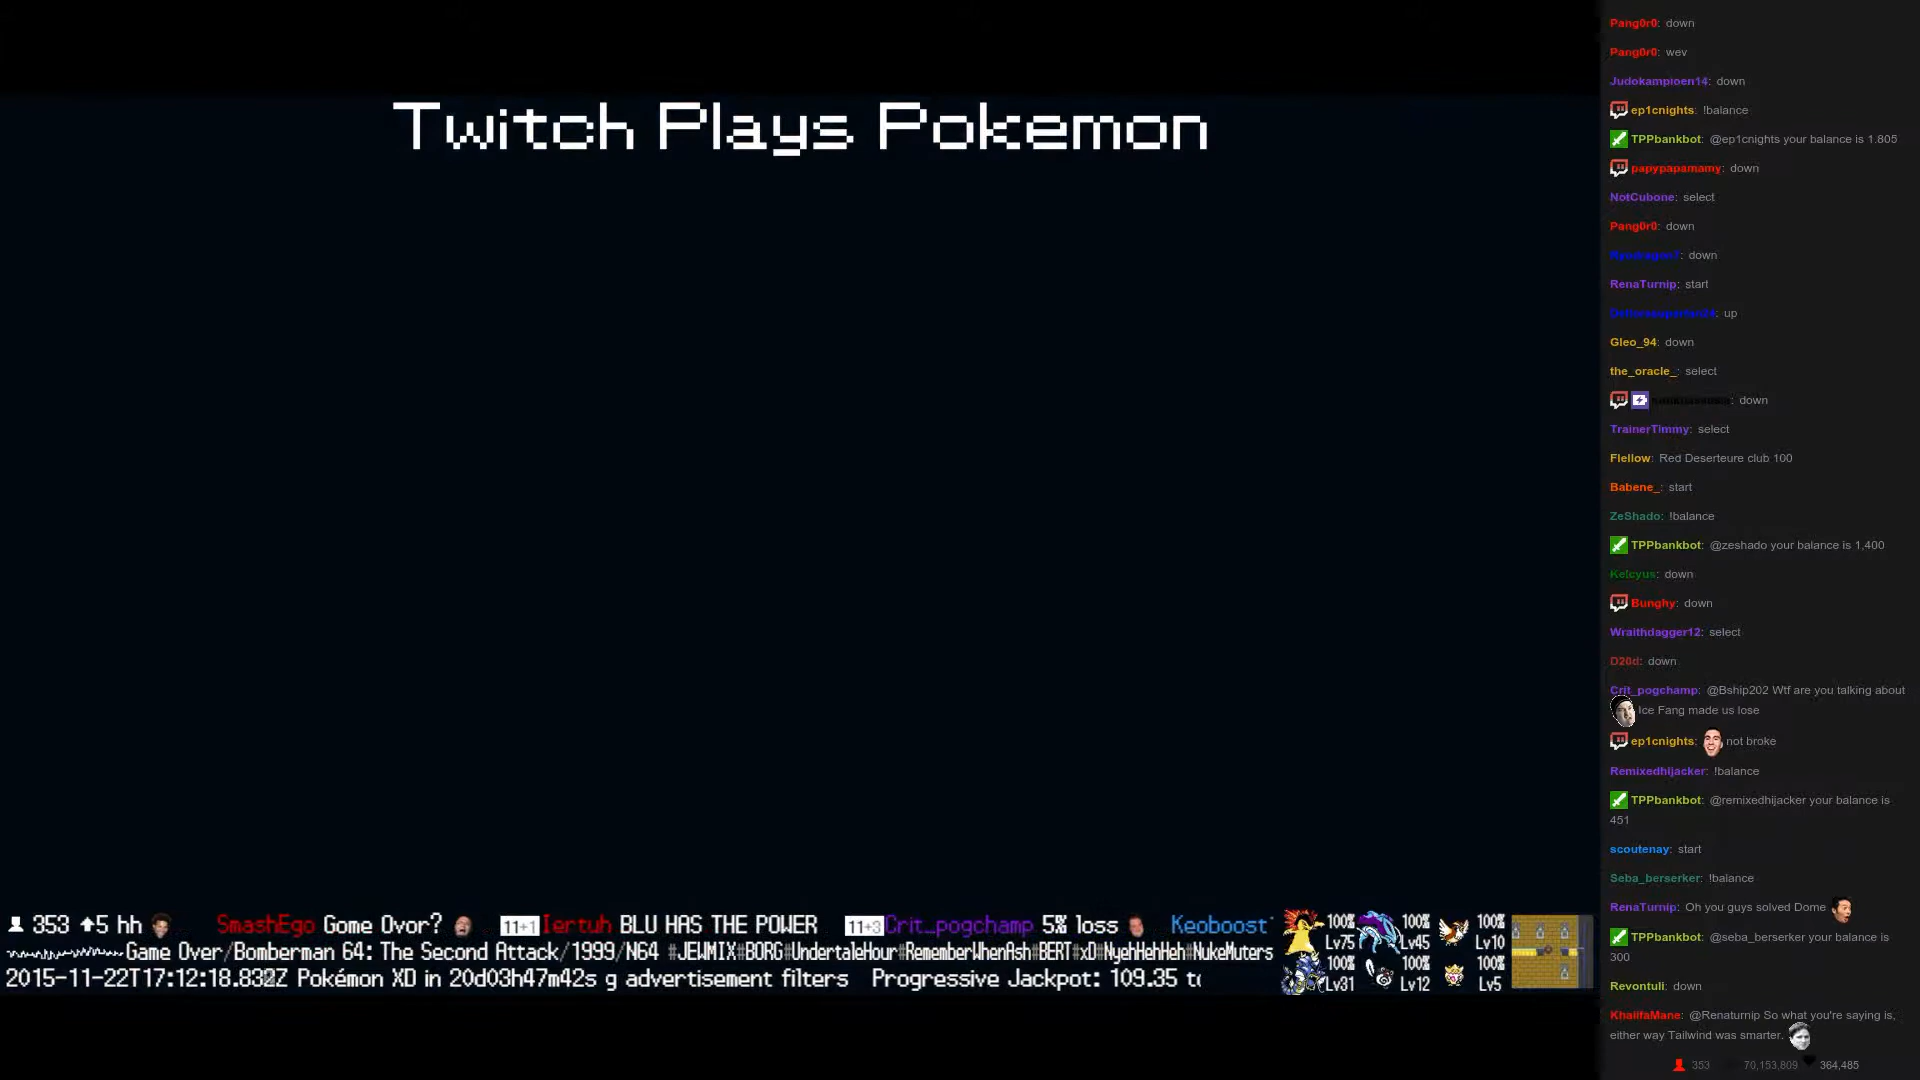 Twitch Plays Pokemon
353 5 hh SmashEgo Gome Ovor? 11+1 Iertuh BLU HAS THE POWER 11+3 Crit_pogchamp 5% loss Keoboost
Game Over/Bomberman 64: The Second Attack/1999/N64 #JEWMIX#BORG#UndertaleHour#RememberWhenAsh#BERT#xD#NyehHehHeh#NukeMuters
2015-11-22T17:12:18. Pokémon XD in 20d03h47m42s g advertisement filters Progressive Jackpot: 109.35
100% 100% 100%
Lv75 Lv45 Lv10
100% 100% 100%
Lv31 Lv12 Lv5
Pang0r0: down
Pang0r0: wev
Judokampioen14: down
ep1cnights: !balance
TPPbankbot: @ep1cnights your balance is 1.805
papypapamamy: down
NotCubone: select
Pang0r0: down
: down
RenaTurnip: start
: up
Gleo_94: down
the_oracle_: select
: down
TrainerTimmy: select
Flellow: Red Deserteure club 100
Babene_: start
ZeShado: !balance
TPPbankbot: @zeshado your balance is 1,400
Kelcyus: down
Bunghy: down
Wraithdagger12: select
D20d: down
Crit_pogchamp: @Bship202 Wtf are you talking about
Ice Fang made us lose
ep1cnights: not broke
Remixedhijacker: !balance
TPPbankbot: @remixedhijacker your balance is
451
scoutenay: start
Seba_berserker: !balance
RenaTurnip: Oh you guys solved Dome
TPPbankbot: @seba_berserker your balance is
300
Revontuli: down
KhalifaMane: @Renaturnip So what you're saying is,
either way Tailwind was smarter.
353 70,153,809 364,485